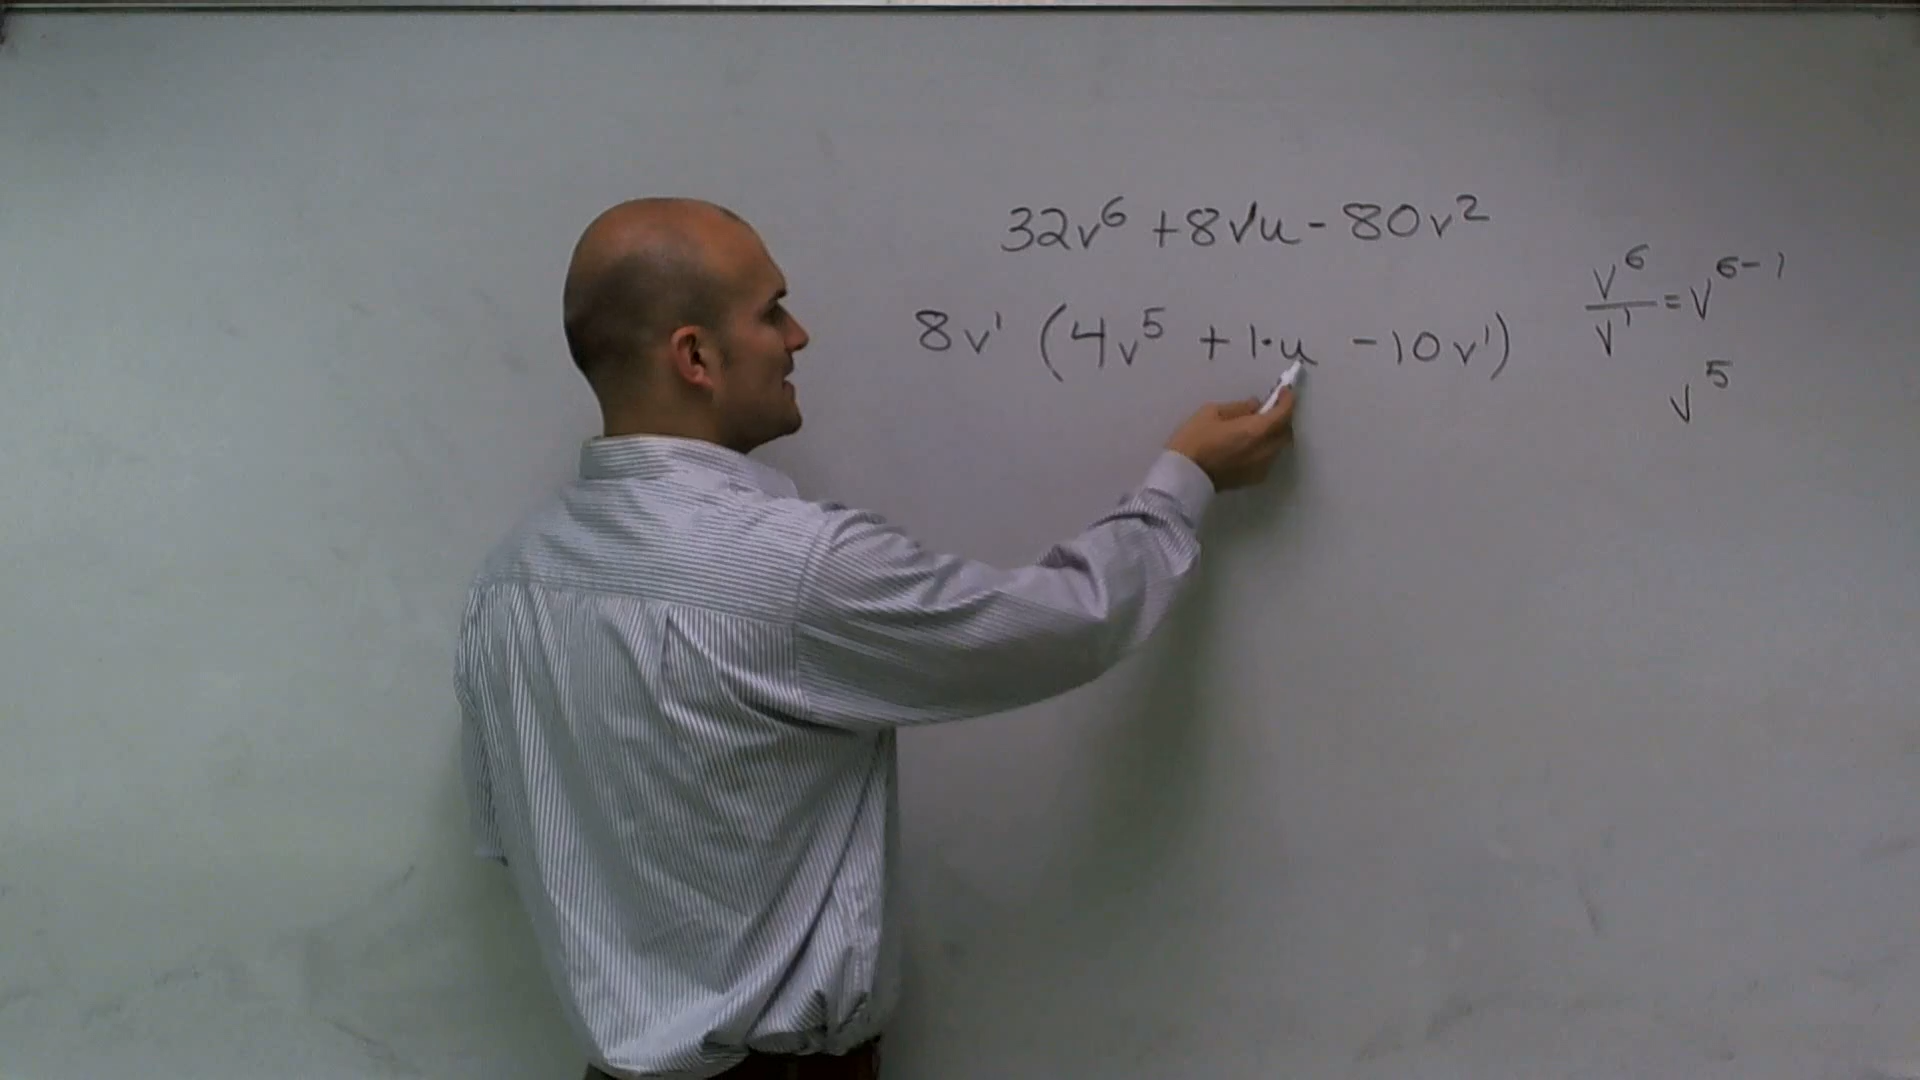 32v⁶ + 8vu - 80v²
8v¹ (4v⁵ + 1·u - 10v¹)
v⁶/v¹ = v⁶⁻¹
v⁵